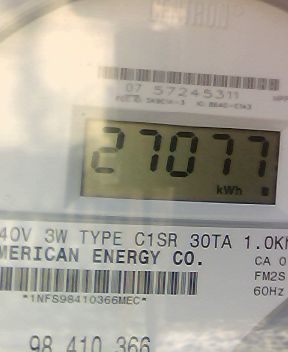 07 57245311
27077
kWh
40V 3W TYPE C1SR 30TA 1.0K
MERICAN ENERGY CO.
CA 0
FM2S
60Hz
*1NFS98410366MEC*
98 410 366